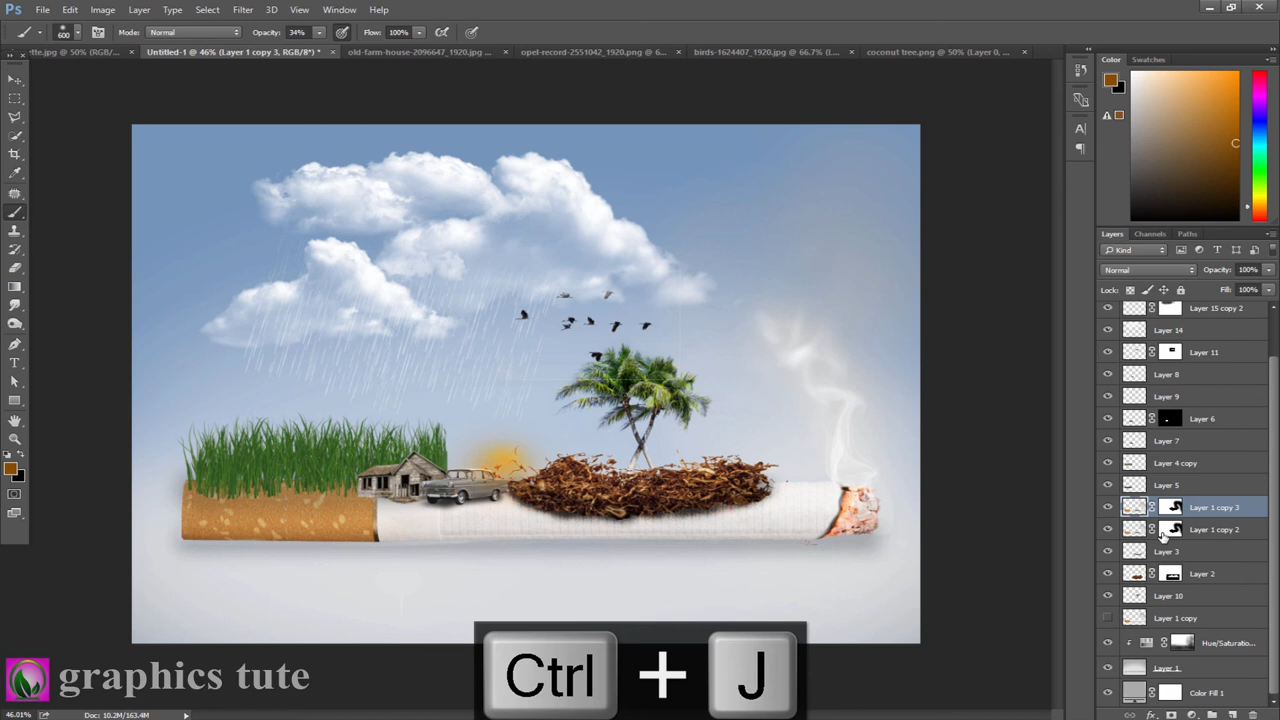 Ps File Edit Image Layer Type Select Filter 3D View Window Help
600 Mode: Normal Opacity: 34% Flow: 100%
tte.jpg @ 50% (RGB/... × Untitled-1 @ 46% (Layer 1 copy 3, RGB/8*) * × old-farm-house-2096647_1920.jpg ... × opel-record-2551042_1920.png @ 6... × birds-1624407_1920.jpg @ 66.7% (... × coconut tree.png @ 50% (Layer 0, ... ×
Color Swatches
Layers Channels Paths
Kind
Normal Opacity: 100%
Lock: Fill: 100%
Layer 15 copy 2
Layer 14
Layer 11
Layer 8
Layer 9
Layer 6
Layer 7
Layer 4 copy
Layer 5
Layer 1 copy 3
Layer 1 copy 2
Layer 3
Layer 2
Layer 10
Layer 1 copy
Hue/Saturatio...
Layer 1
Color Fill 1
Ctrl + J
graphics tute
46.01% Doc: 10.2M/163.4M